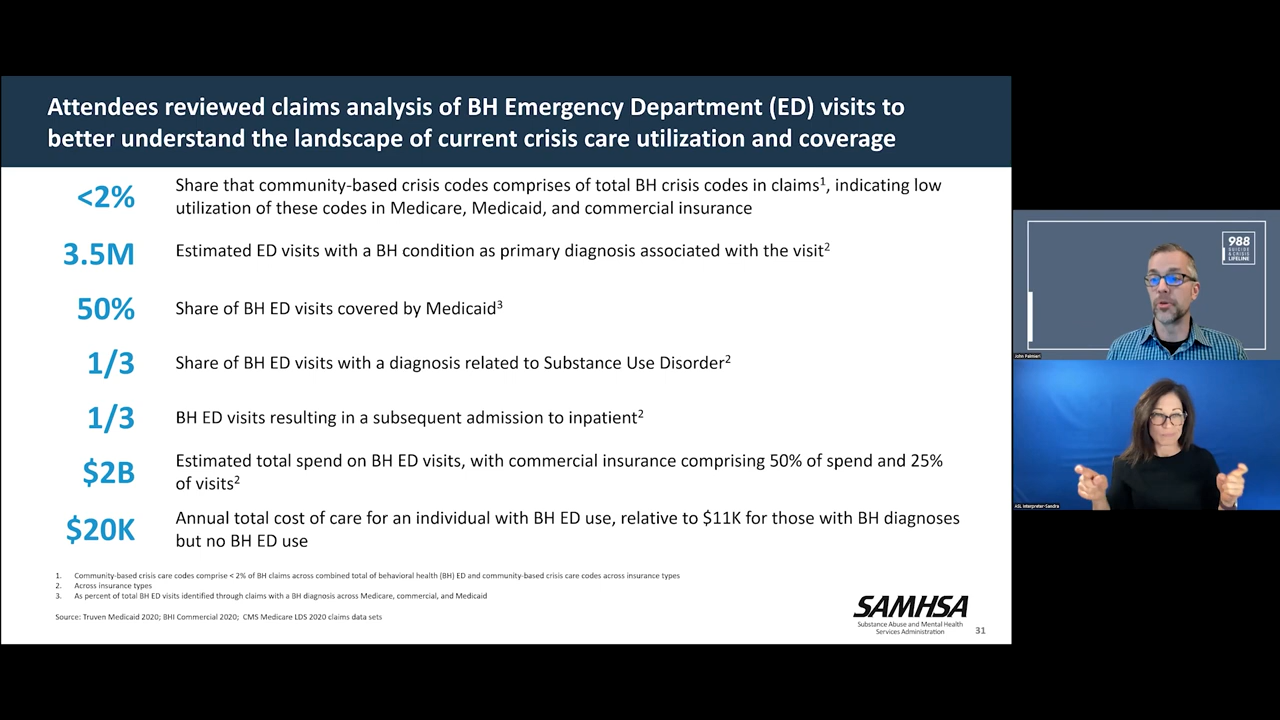 Attendees reviewed claims analysis of BH Emergency Department (ED) visits to
better understand the landscape of current crisis care utilization and coverage
<2%
Share that community-based crisis codes comprises of total BH crisis codes in claims1, indicating low
utilization of these codes in Medicare, Medicaid, and commercial insurance
3.5M
Estimated ED visits with a BH condition as primary diagnosis associated with the visit2
50%
Share of BH ED visits covered by Medicaid3
1/3
Share of BH ED visits with a diagnosis related to Substance Use Disorder2
1/3
BH ED visits resulting in a subsequent admission to inpatient2
$2B
Estimated total spend on BH ED visits, with commercial insurance comprising 50% of spend and 25%
of visits2
$20K
Annual total cost of care for an individual with BH ED use, relative to $11K for those with BH diagnoses
but no BH ED use
1. Community-based crisis care codes comprise < 2% of BH claims across combined total of behavioral health (BH) ED and community-based crisis care codes across insurance types
2. Across insurance types
3. As percent of total BH ED visits identified through claims with a BH diagnosis across Medicare, commercial, and Medicaid
Source: Truven Medicaid 2020; BHI Commercial 2020; CMS Medicare LDS 2020 claims data sets
SAMHSA
Substance Abuse and Mental Health
Services Administration
31
988
SUICIDE
& CRISIS
LIFELINE
John Palmieri
ASL Interpreter-Sandra